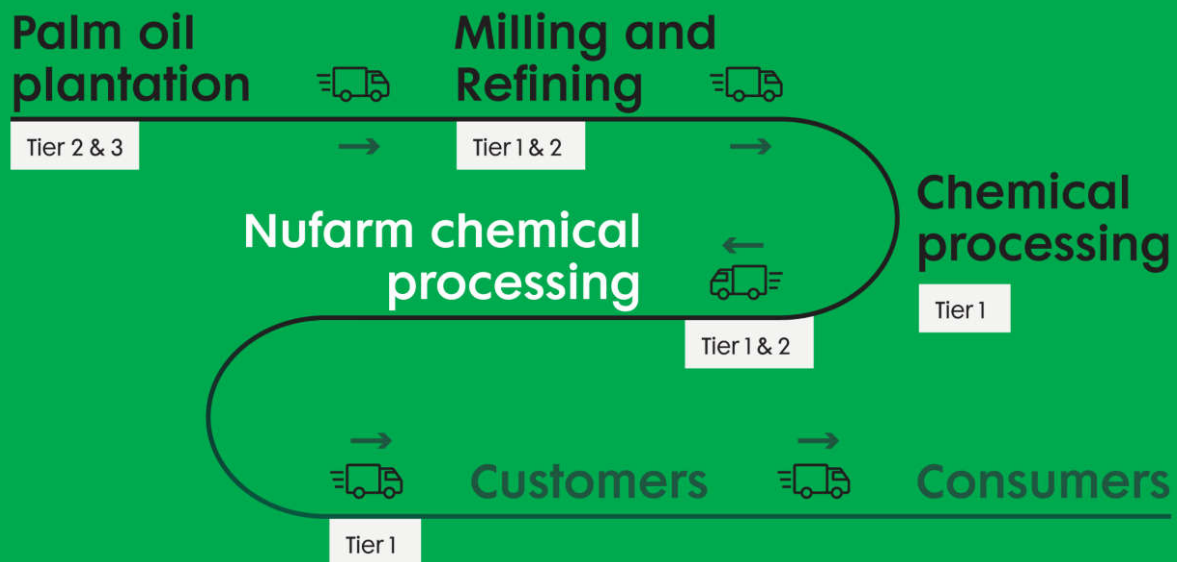 Palm oil
plantation
Tier 2 & 3
Milling and
Refining
Tier 1 & 2
Chemical
processing
Tier 1
Nufarm chemical
processing
Tier 1 & 2
Tier 1
Customers
Consumers